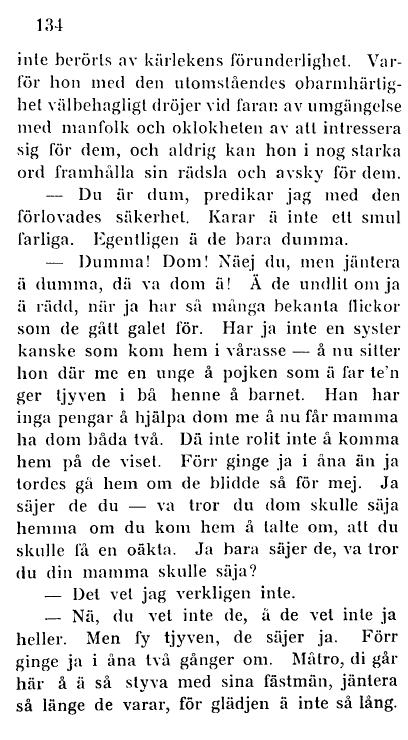 134
inte berörts av kärlekens förunderlighet. Var-
för hon med den utomståendes obarmhärtig-
het välbehagligt dröjer vid faran av umgängelse
med manfolk och oklokheten av att intressera
sig för dem, och aldrig kan hon i nog starka
ord framhålla sin rädsla och avsky för dem.
— Du är dum, predikar jag med den
förlovades säkerhet. Karar ä inte ett smul
farliga. Egentligen ä de bara dumma.
— Dumma! Dom! Näej du, men jäntera
ä dumma, dä va dom ä! Ä de undlit om ja
ä rädd, när ja har så många bekanta flickor
som de gått galet för. Har ja inte en syster
kanske som kom hem i vårasse — å nu sitter
hon där me en unge å pojken som ä far te'n
ger tjyven i bå henne å barnet. Han har
inga pengar å hjälpa dom me å nu får mamma
ha dom båda två. Dä inte rolit inte å komma
hem på de viset. Förr ginge ja i åna än ja
tordes gå hem om de blidde så för mej. Ja
säjer de du — va tror du dom skulle säja
hemma om du kom hem å talte om, att du
skulle få en oäkta. Ja bara säjer de, va tror
du din mamma skulle säja?
— Det vet jag verkligen inte.
— Nä, du vet inte de, å de vet inte ja
heller. Men fy tjyven, de säjer ja. Förr
ginge ja i åna två gånger om. Måtro, di går
här å ä så styva med sina fästmän, jäntera
så länge de varar, för glädjen ä inte så lång.